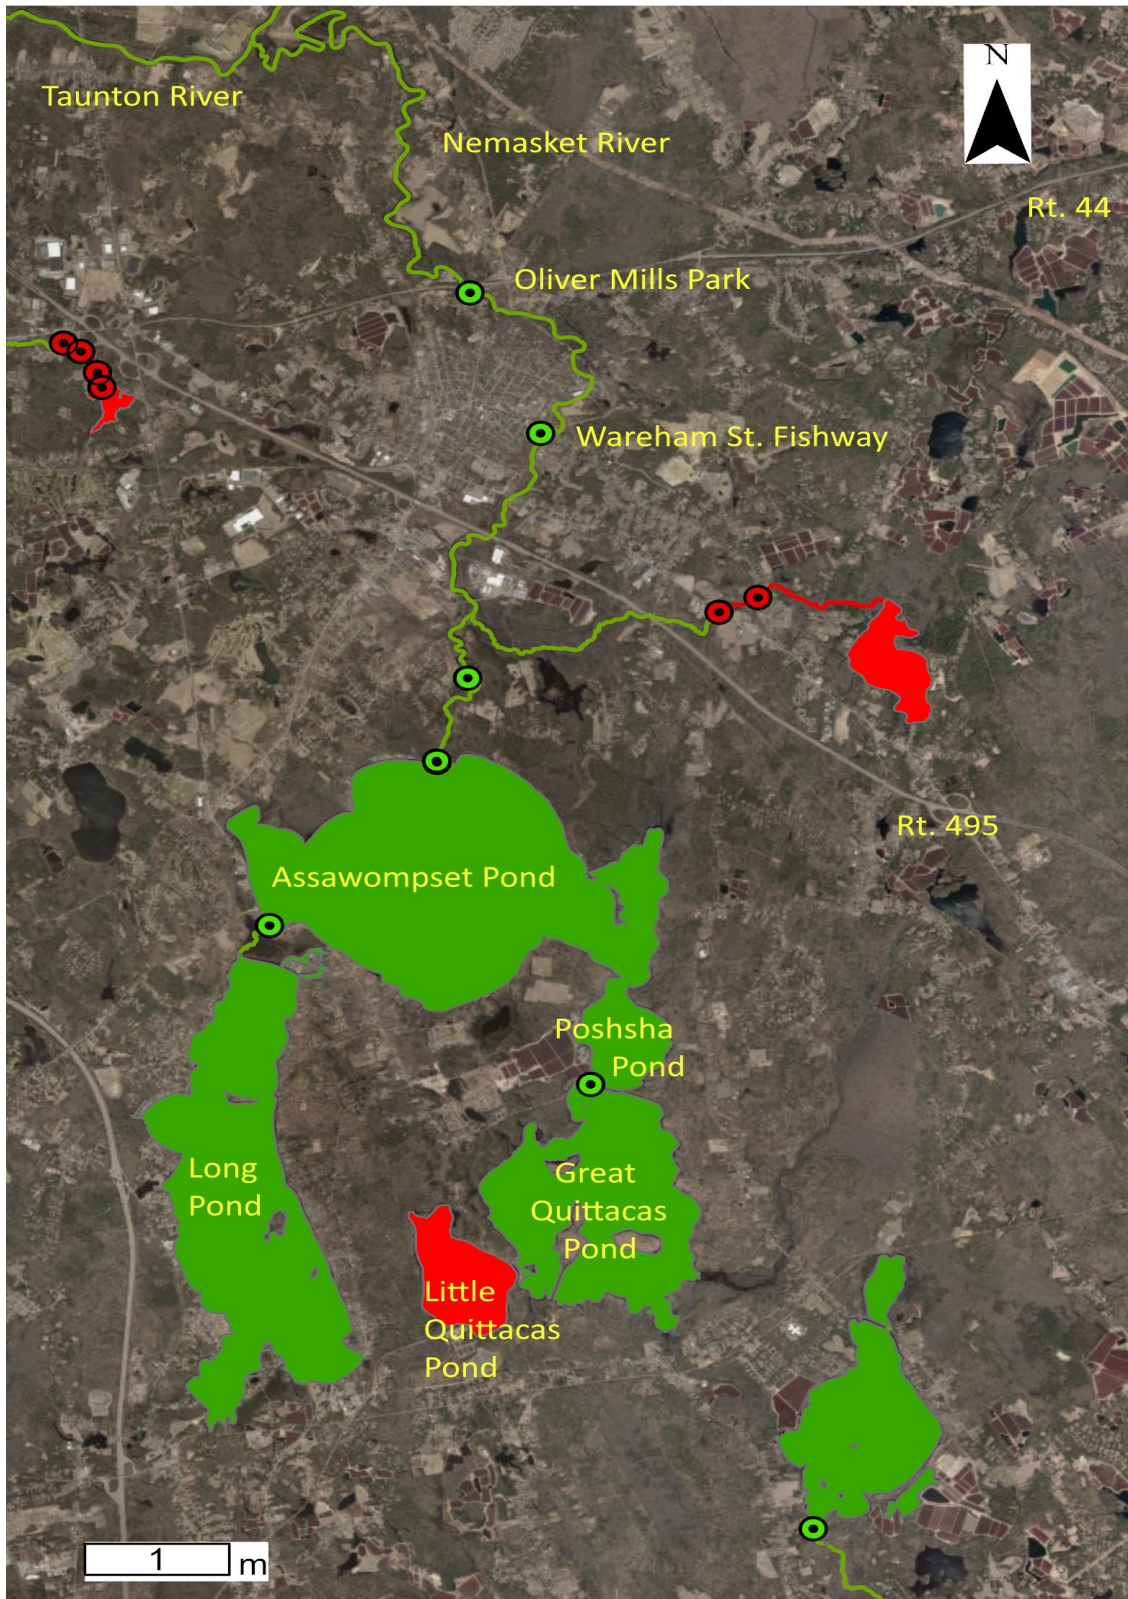 N
Taunton River
Nemasket River
Rt. 44
Oliver Mills Park
Wareham St. Fishway
Rt. 495
Assawompset Pond
Poshsha
Pond
Long
Pond
Great
Quittacas
Pond
Little
Quittacas
Pond
1 m